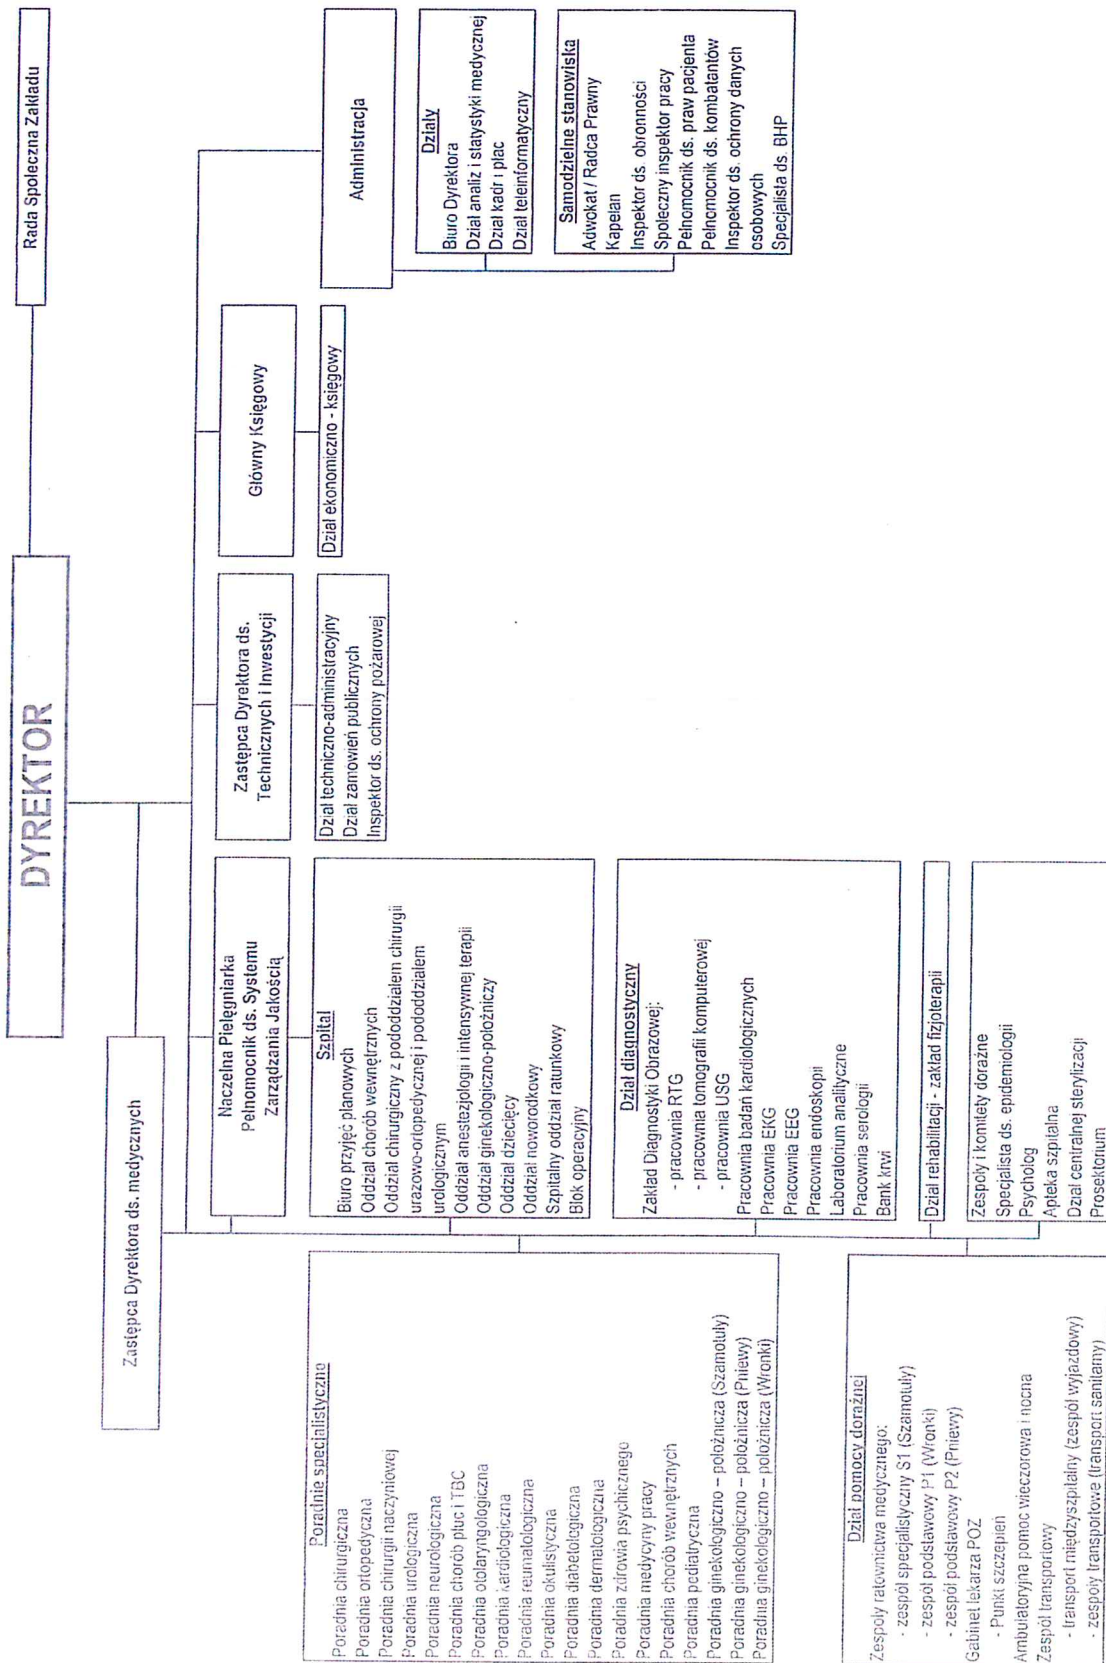 DYREKTOR
Rada Społeczna Zakładu
Zastępca Dyrektora ds. medycznych
Naczelna Pielęgniarka
Pełnomocnik ds. Systemu
Zarządzania Jakością
Zastępca Dyrektora ds.
Technicznych i Inwestycji
Główny Księgowy
Administracja
Poradnie specjalistyczne
Poradnia chirurgiczna
Poradnia ortopedyczna
Poradnia chirurgii naczyniowej
Poradnia urologiczna
Poradnia neurologiczna
Poradnia chorób płuc i TBC
Poradnia otolaryngologiczna
Poradnia kardiologiczna
Poradnia reumatologiczna
Poradnia okulistyczna
Poradnia diabetologiczna
Poradnia dermatologiczna
Poradnia zdrowia psychicznego
Poradnia medycyny pracy
Poradnia chorób wewnętrznych
Poradnia pediatryczna
Poradnia ginekologiczno – położnicza (Szamotuły)
Poradnia ginekologiczno – położnicza (Pniewy)
Poradnia ginekologiczno – położnicza (Wronki)
Dział pomocy doraźnej
Zespoły ratownictwa medycznego:
- zespół specjalistyczny S1 (Szamotuły)
- zespół podstawowy P1 (Wronki)
- zespół podstawowy P2 (Pniewy)
Gabinet lekarza POZ
- Punkt szczepień
Ambulatoryjna pomoc wieczorowa i nocna
Zespół transportowy
- transport międzyszpitalny (zespół wyjazdowy)
- zespoły transportowe (transport sanitarny)
Szpital
Biuro przyjęć planowych
Oddział chorób wewnętrznych
Oddział chirurgiczny z pododdziałem chirurgii
urazowo-ortopedycznej i pododdziałem
urologicznym
Oddział anestezjologii i intensywnej terapii
Oddział ginekologiczno-położniczy
Oddział dziecięcy
Oddział noworodkowy
Szpitalny oddział ratunkowy
Blok operacyjny
Dział diagnostyczny
Zakład Diagnostyki Obrazowej:
- pracownia RTG
- pracownia tomografii komputerowej
- pracownia USG
Pracownia badań kardiologicznych
Pracownia EKG
Pracownia EEG
Pracownia endoskopii
Laboratorium analityczne
Pracownia serologii
Bank krwi
Dział rehabilitacji - zakład fizjoterapii
Zespoły i komitety doraźne
Specjalista ds. epidemiologii
Psycholog
Apteka szpitalna
Dział centralnej sterylizacji
Prosektorium
Dział techniczno-administracyjny
Dział zamówień publicznych
Inspektor ds. ochrony pożarowej
Dział ekonomiczno - księgowy
Działy
Biuro Dyrektora
Dział analiz i statystyki medycznej
Dział kadr i płac
Dział teleinformatyczny
Samodzielne stanowiska
Adwokat / Radca Prawny
Kapelan
Inspektor ds. obronności
Społeczny inspektor pracy
Pełnomocnik ds. praw pacjenta
Pełnomocnik ds. kombatantów
Inspektor ds. ochrony danych
osobowych
Specjalista ds. BHP